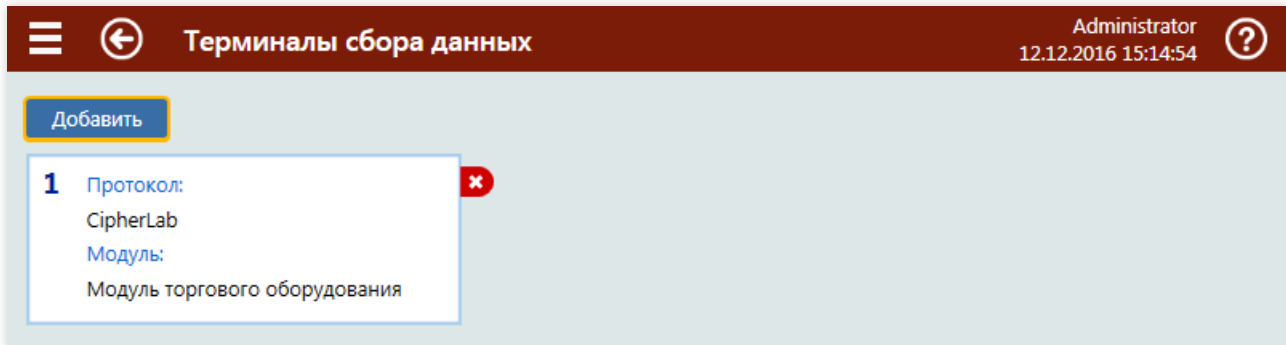 Терминалы сбора данных
Administrator
12.12.2016 15:14:54
?
Добавить
1 Протокол:
CipherLab
Модуль:
Модуль торгового оборудования